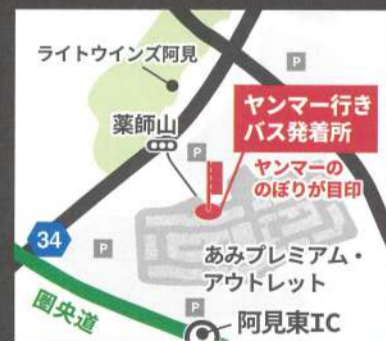 ライトウインズ阿見
P
薬師山
P
ヤンマー行き
バス発着所
ヤンマーの
のぼりが目印
34
P
あみプレミアム・
アウトレット
圏央道
P
阿見東IC